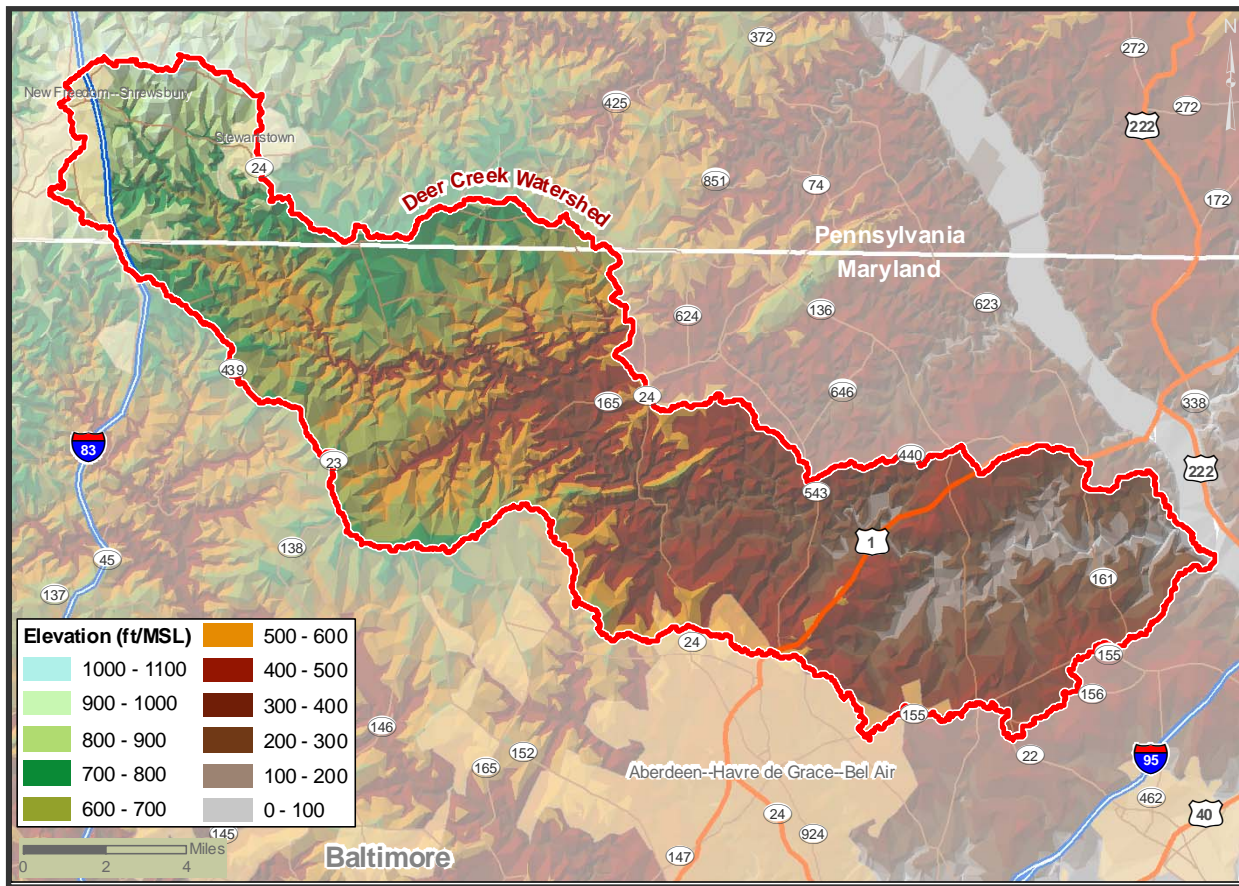 372
272
N
New Freedom--Shrewsbury
425
272
222
Stewartstown
24
851
74
172
Deer Creek Watershed
Pennsylvania
Maryland
623
624
136
439
646
24
165
338
83
23
440
222
543
1
45
138
161
137
Elevation (ft/MSL)
1000 - 1100
900 - 1000
800 - 900
700 - 800
600 - 700
500 - 600
400 - 500
300 - 400
200 - 300
100 - 200
0 - 100
24
155
156
155
146
152
22
165
Aberdeen--Havre de Grace--Bel Air
95
462
40
24
924
145
147
Miles
0 2 4
Baltimore